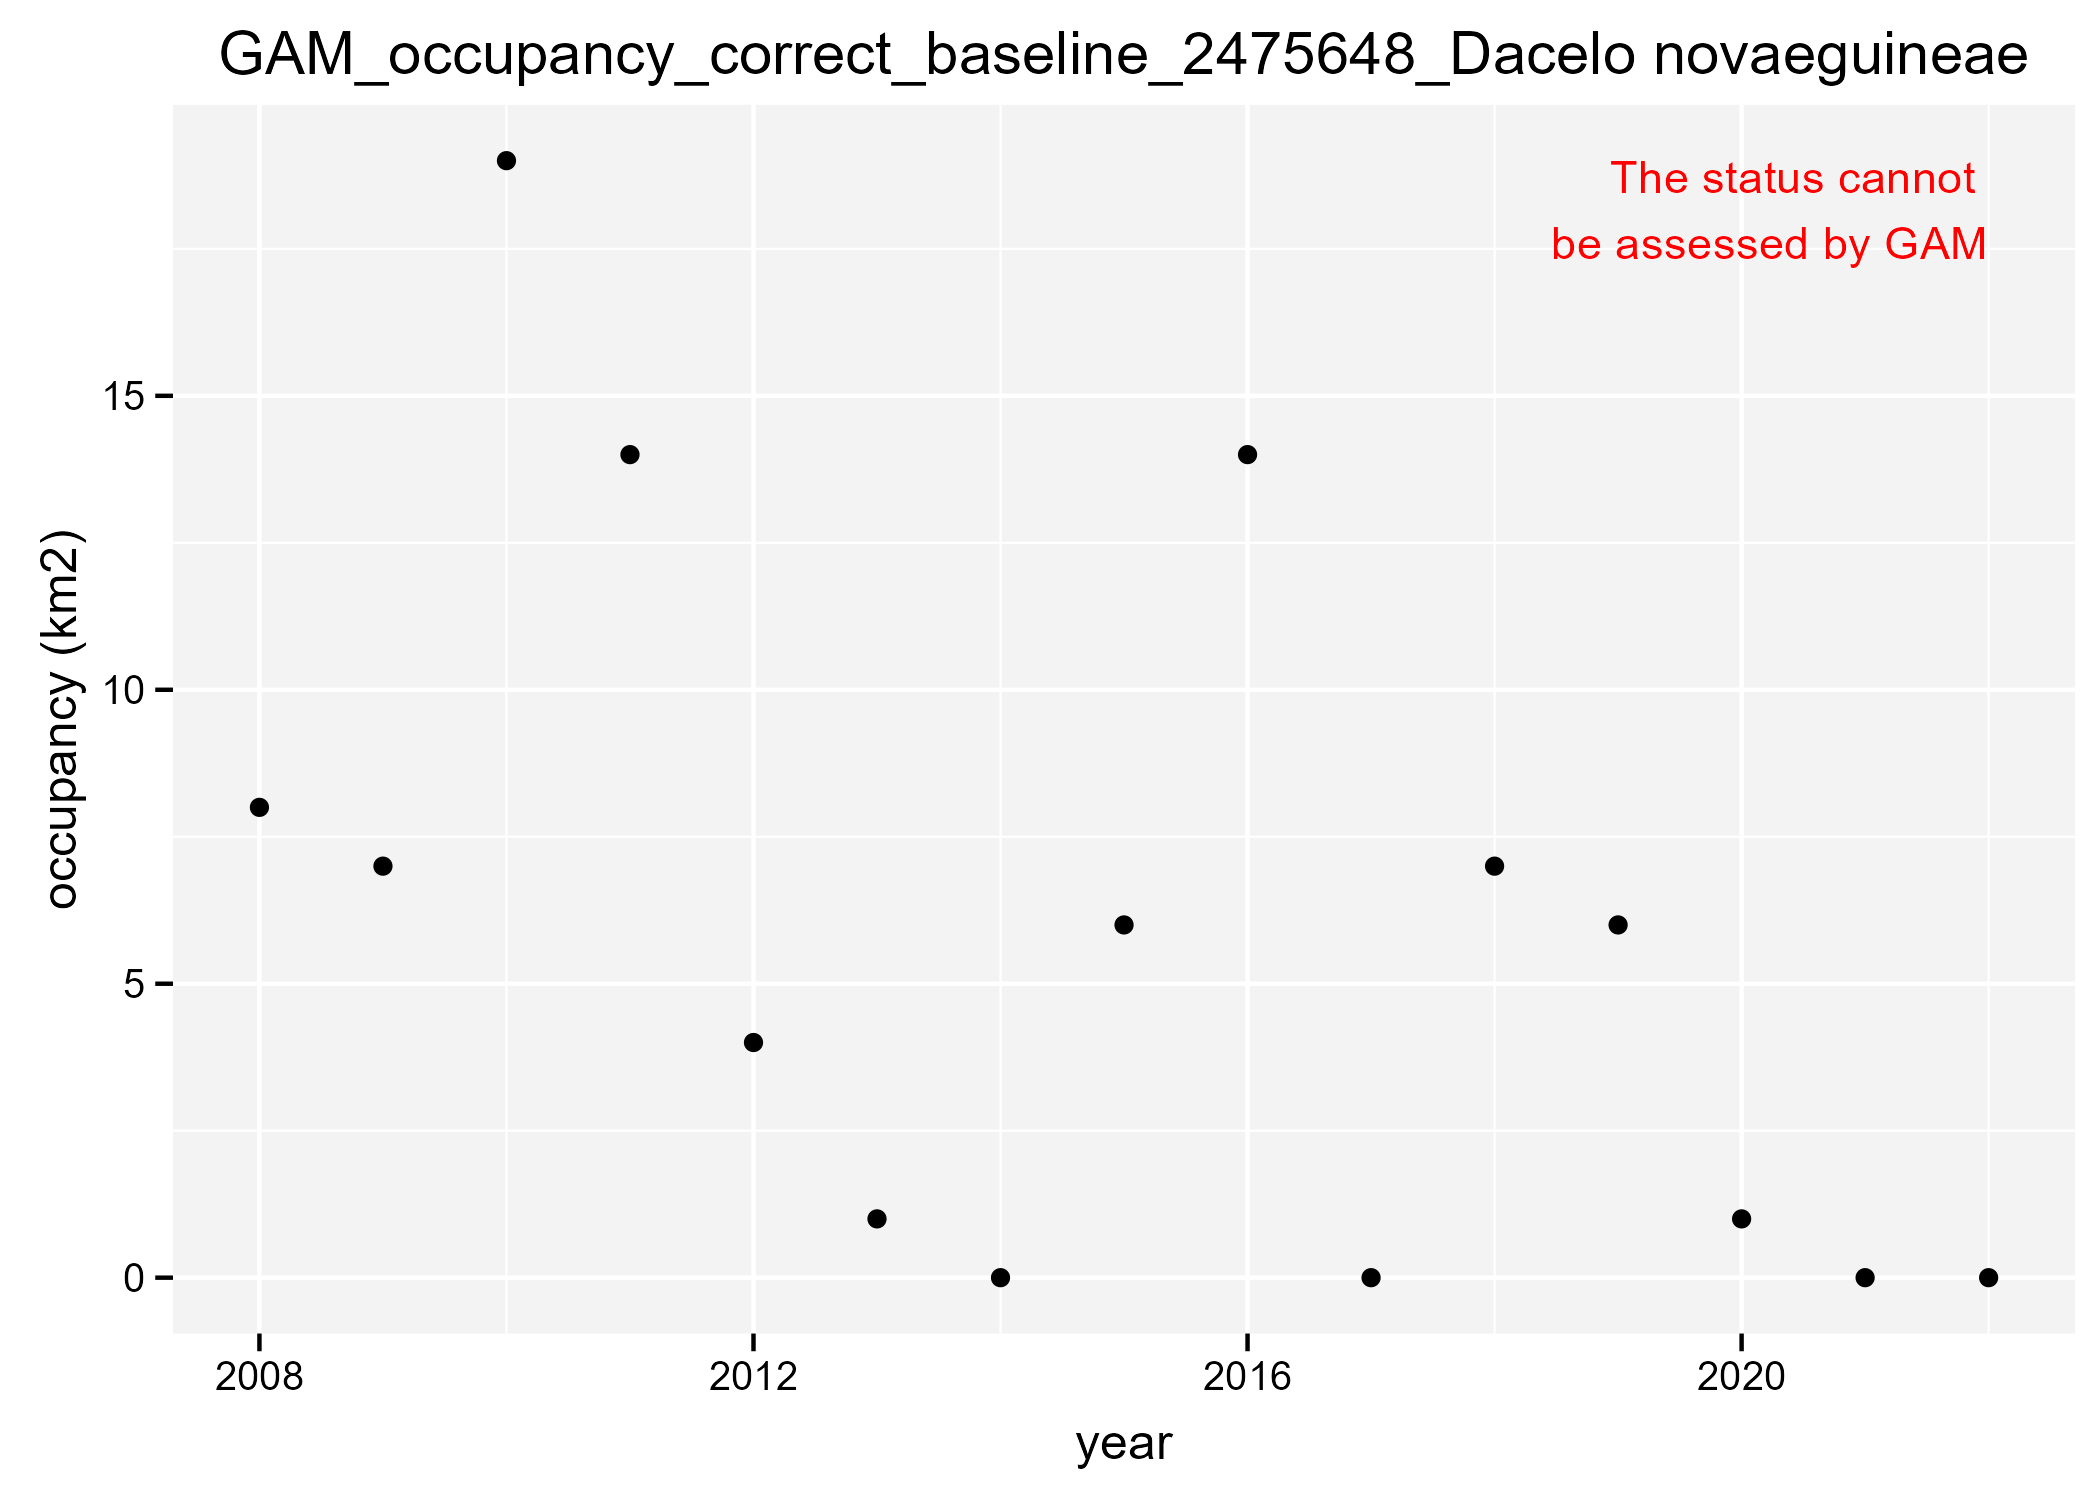 GAM_occupancy_correct_baseline_2475648_Dacelo novaeguineae
The status cannot
be assessed by GAM
15
10
5
0
occupancy (km2)
2008
2012
2016
2020
year